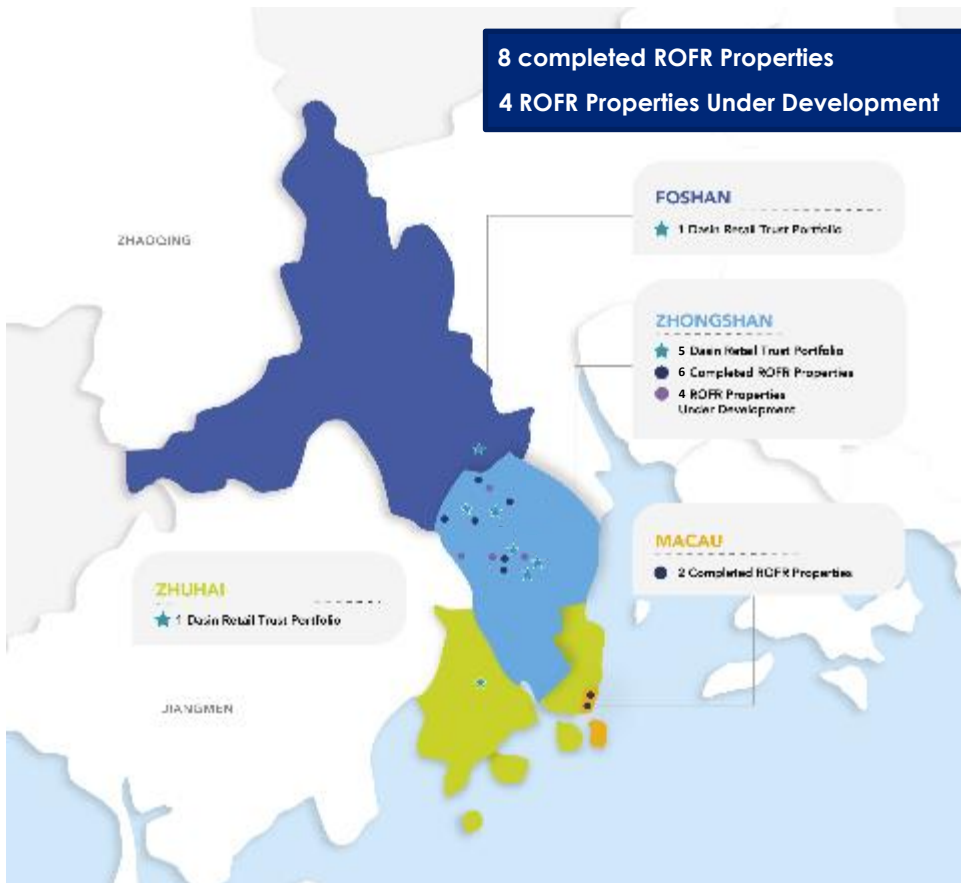 8 completed ROFR Properties
4 ROFR Properties Under Development
FOSHAN
1 Dasin Retail Trust Portfolio
ZHAOQING
ZHONGSHAN
5 Dasin Retail Trust Portfolio
6 Completed ROFR Properties
4 ROFR Properties
Under Development
MACAU
2 Completed ROFR Properties
ZHUHAI
1 Dasin Retail Trust Portfolio
JIANGMEN